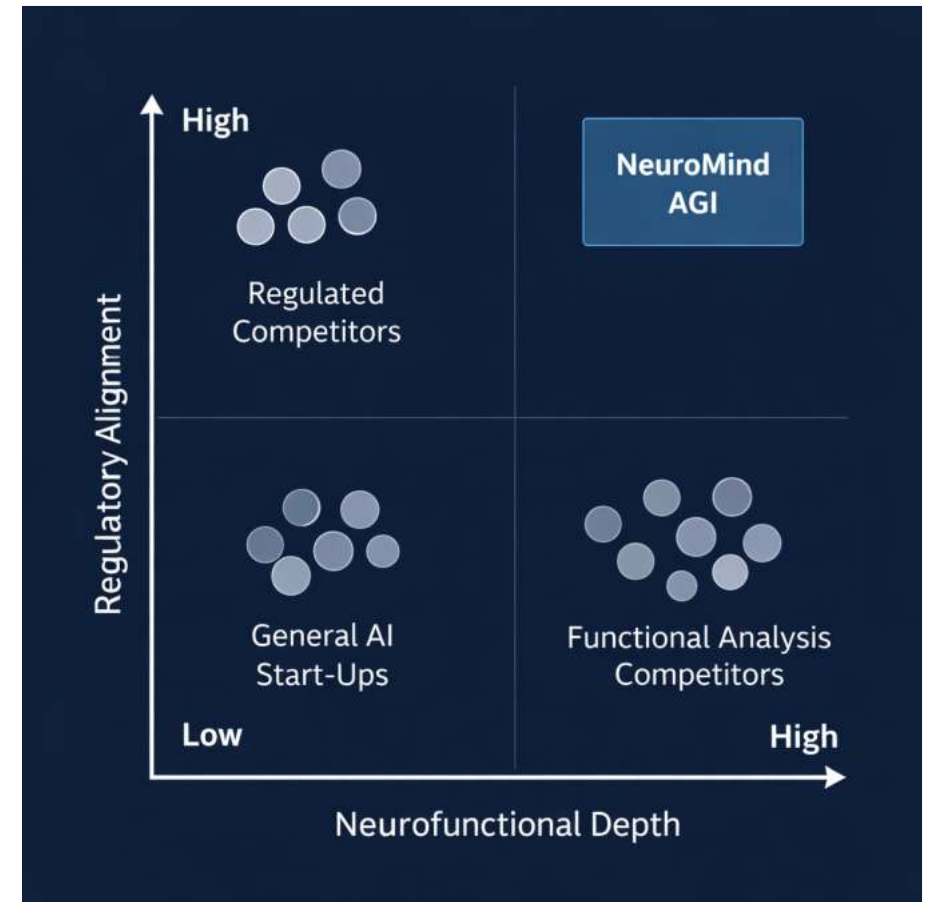 High
NeuroMind
AGI
Regulated
Competitors
Regulatory Alignment
General AI
Start-Ups
Functional Analysis
Competitors
Low
High
Neurofunctional Depth